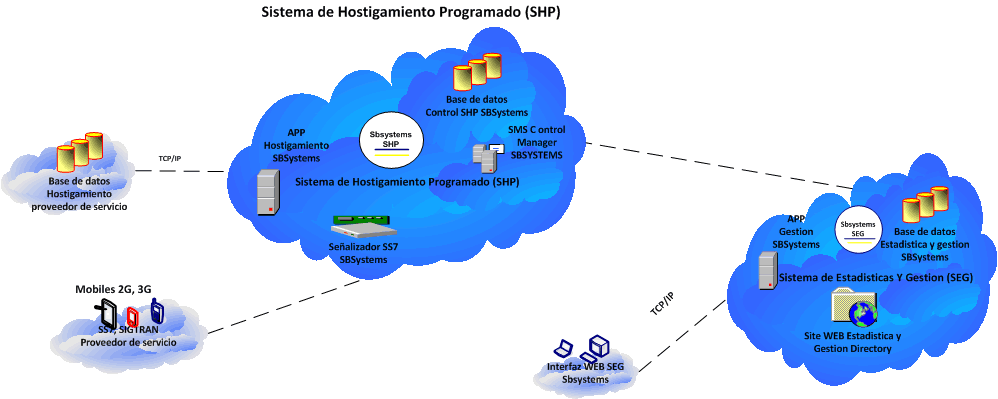 Sistema de Hostigamiento Programado (SHP)
Base de datos
Control SHP SBSystems
APP
Hostigamiento
SBSystems
Sbsystems
SHP
SMS C ontrol
Manager
SBSYSTEMS
TCP/IP
Base de datos
Hostigamiento
proveedor de servicio
Sistema de Hostigamiento Programado (SHP)
Señalizador SS7
SBSystems
Mobiles 2G, 3G
SS7, SIGTRAN
Proveedor de servicio
APP
Gestion
SBSystems
Sbsystems
SEG
Base de datos
Estadistica y gestion
SBSystems
Sistema de Estadisticas Y Gestion (SEG)
TCP/IP
Site WEB Estadistica y
Gestion Directory
Interfaz WEB SEG
Sbsystems